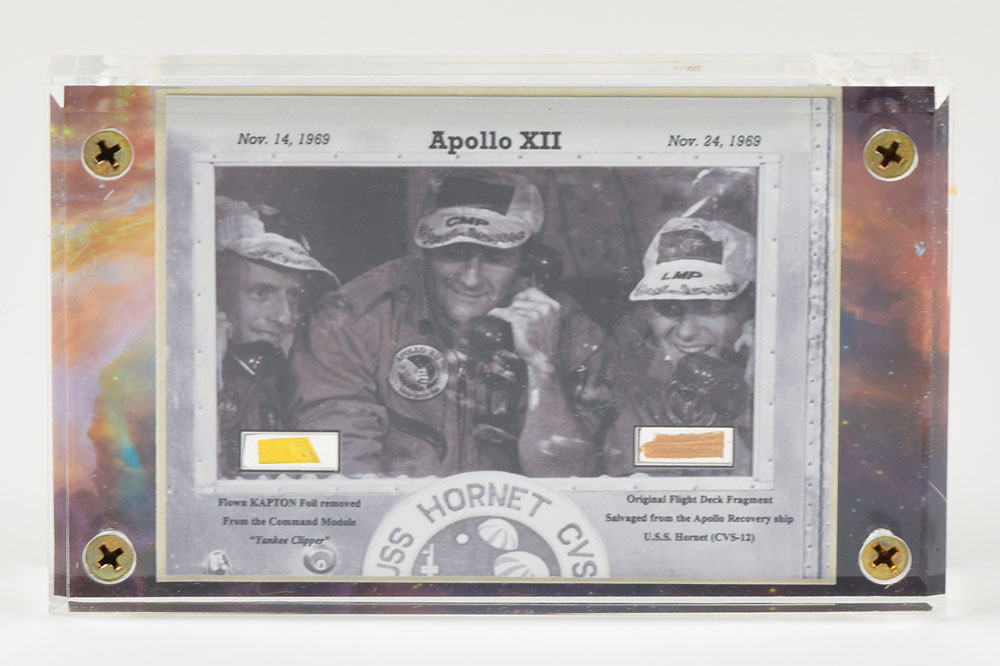 Nov. 14, 1969
Apollo XII
Nov. 24, 1969
CMP
LMP
Flown KAPTON Foil removed
From the Command Module
"Yankee Clipper"
Original Flight Deck Fragment
Salvaged from the Apollo Recovery ship
U.S.S. Hornet (CVS-12)
USS HORNET CVS